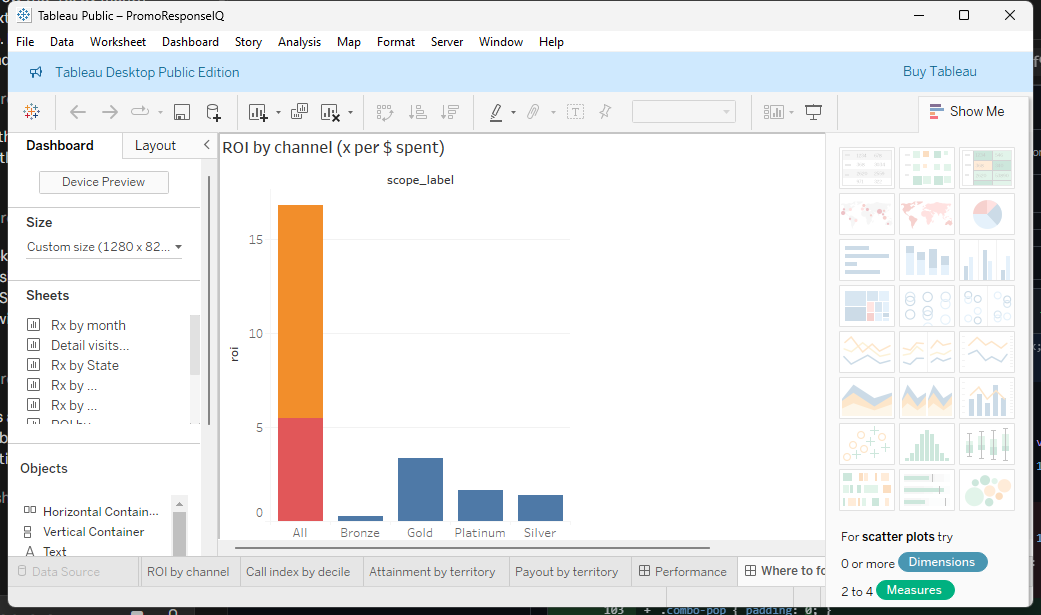 Tableau Public – PromoResponseIQ
File Data Worksheet Dashboard Story Analysis Map Format Server Window Help
Tableau Desktop Public Edition
Buy Tableau
Show Me
Dashboard Layout
Device Preview
Size
Custom size (1280 x 82...
Sheets
Rx by month
Detail visits...
Rx by State
Rx by ...
Rx by ...
Objects
Horizontal Contain...
Vertical Container
Text
ROI by channel (x per $ spent)
scope_label
roi
15
10
5
0
All Bronze Gold Platinum Silver
For scatter plots try
0 or more Dimensions
2 to 4 Measures
Data Source ROI by channel Call index by decile Attainment by territory Payout by territory Performance Where to fo
103 + .combo-pop { padding: 0; }